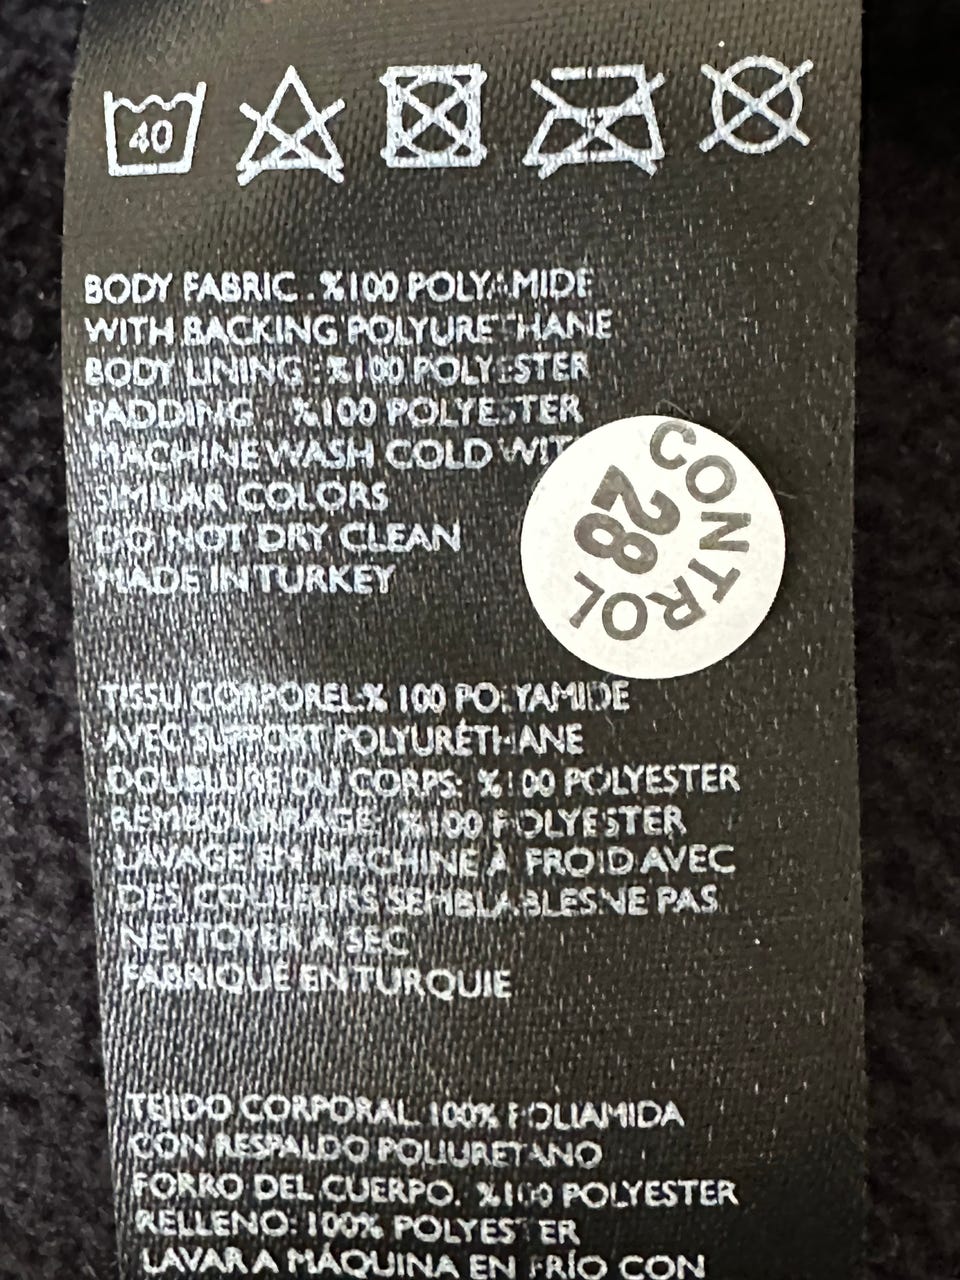 40
BODY FABRIC. %100 POLYAMIDE
WITH BACKING POLYURETHANE
BODY LINING : %100 POLYESTER
PADDING . %100 POLYESTER
MACHINE WASH COLD WIT
SIMILAR COLORS
DO NOT DRY CLEAN
MADE IN TURKEY
CONTROL
28
TISSU CORPOREL:% 100 POLYAMIDE
AVEC SUPPORT POLYURÉTHANE
DOUBLURE DU CORPS: %100 POLYESTER
REMBOURRAGE: %100 POLYESTER
LAVAGE EN MACHINE À FROID AVEC
DES COULEURS SEMBLABLESNE PAS
NETTOYER A SEC
FABRIQUÉ EN TURQUIE
TEJIDO CORPORAL. 100% POLIAMIDA
CON RESPALDO POLIURETANO
FORRO DEL CUERPO. %100 POLYESTER
RELLENO: 100% POLYESTER
LAVAR A MÁQUINA EN FRÍO CON